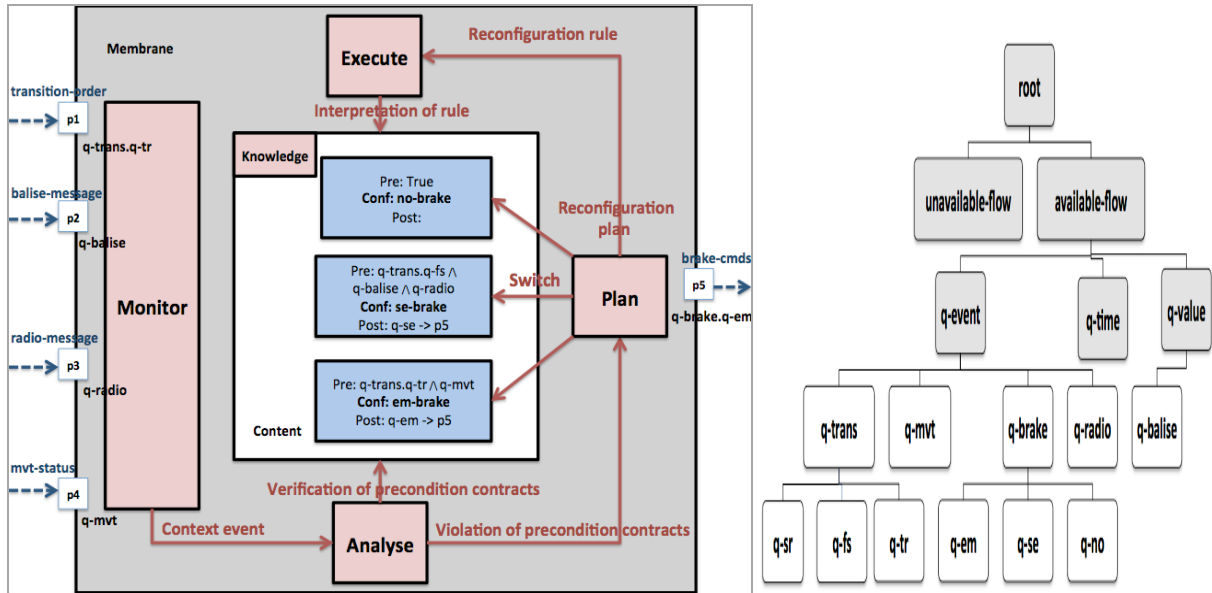 Membrane
Execute
Reconfiguration rule
transition-order
p1
q-trans.q-tr
Interpretation of rule
Knowledge
Pre: True
Conf: no-brake
Post:
balise-message
p2
q-balise
Reconfiguration
plan
Monitor
Pre: q-trans.q-fs ∧
q-balise ∧ q-radio
Conf: se-brake
Post: q-se -> p5
Switch
Plan
brake-cmds
p5
q-brake.q-em
radio-message
p3
q-radio
Pre: q-trans.q-tr ∧ q-mvt
Conf: em-brake
Post: q-em -> p5
Content
mvt-status
p4
q-mvt
Verification of precondition contracts
Context event
Analyse
Violation of precondition contracts
root
unavailable-flow
available-flow
q-event
q-time
q-value
q-trans
q-mvt
q-brake
q-radio
q-balise
q-sr
q-fs
q-tr
q-em
q-se
q-no